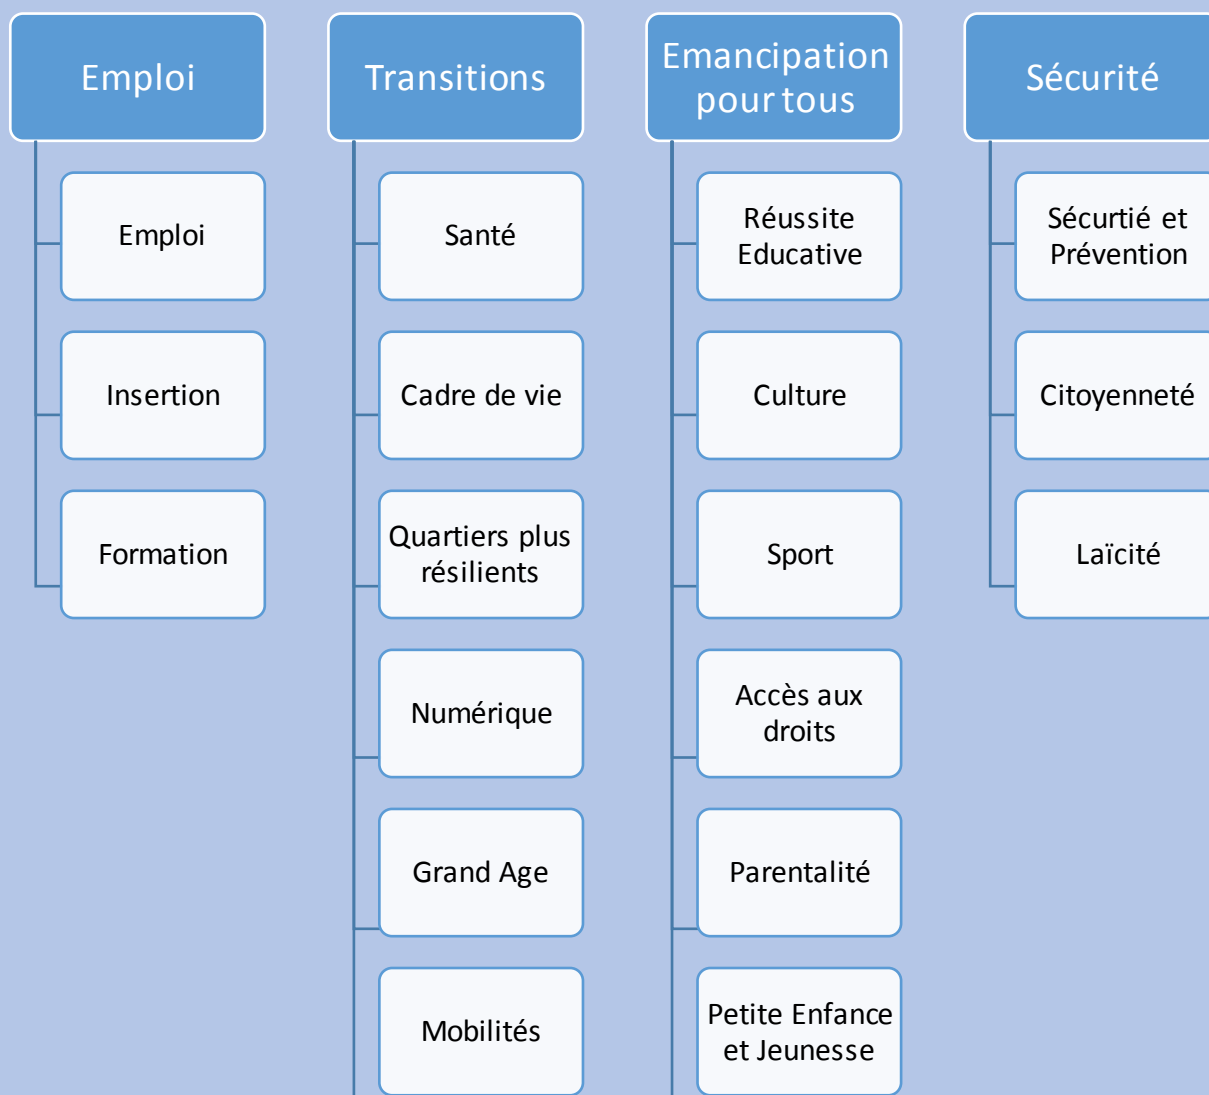 Emploi
Emploi
Insertion
Formation
Transitions
Santé
Cadre de vie
Quartiers plus
résilients
Numérique
Grand Age
Mobilités
Emancipation
pour tous
Réussite
Educative
Culture
Sport
Accès aux
droits
Parentalité
Petite Enfance
et Jeunesse
Sécurité
Sécurtié et
Prévention
Citoyenneté
Laïcité